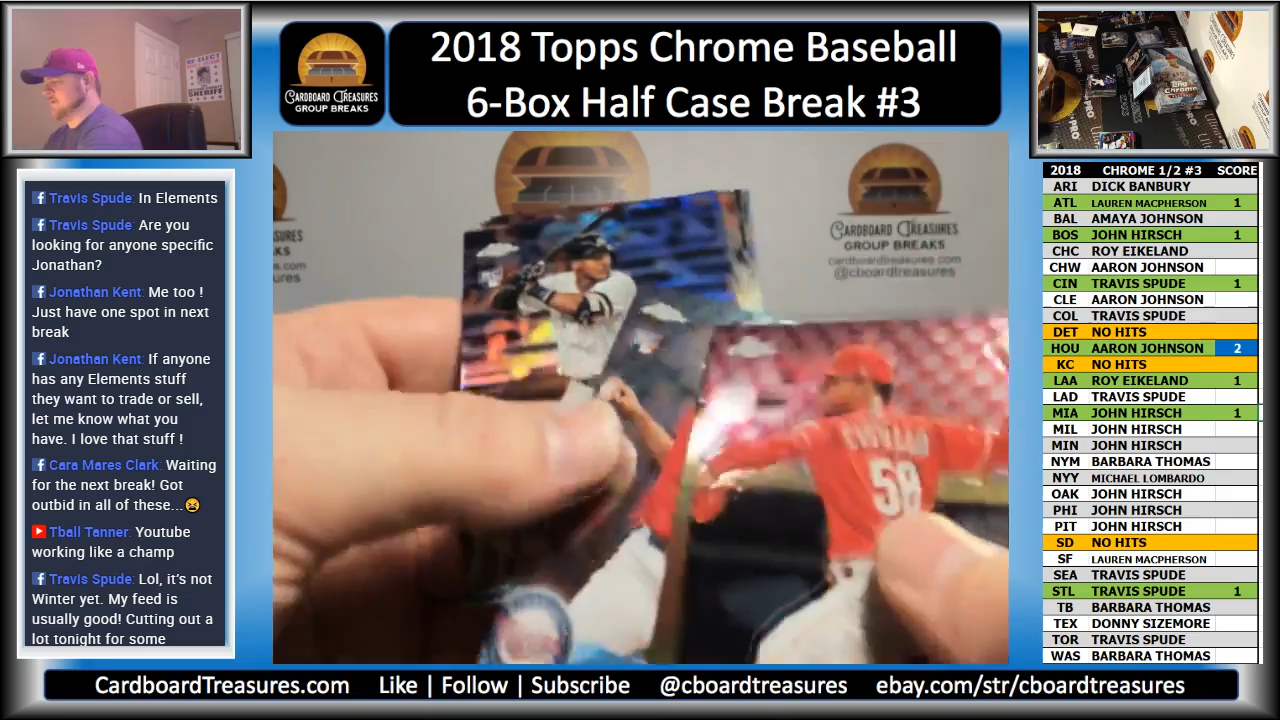 2018 Topps Chrome Baseball
6-Box Half Case Break #3
CARDBOARD TREASURES
GROUP BREAKS
RE-ELECT
SHERIFF
Travis Spude: In Elements
Travis Spude: Are you
looking for anyone specific
Jonathan?
Jonathan Kent: Me too !
Just have one spot in next
break
Jonathan Kent: If anyone
has any Elements stuff
they want to trade or sell,
let me know what you
have. I love that stuff !
Cara Mares Clark: Waiting
for the next break! Got
outbid in all of these...😫
Tball Tanner: Youtube
working like a champ
Travis Spude: Lol, it's not
Winter yet. My feed is
usually good! Cutting out a
lot tonight for some
CARDBOARD TREASURES
GROUP BREAKS
cardboardtreasures.com
@cboardtreasures
58
2018 CHROME 1/2 #3 SCORE
ARI DICK BANBURY
ATL LAUREN MACPHERSON 1
BAL AMAYA JOHNSON
BOS JOHN HIRSCH 1
CHC ROY EIKELAND
CHW AARON JOHNSON
CIN TRAVIS SPUDE 1
CLE AARON JOHNSON
COL TRAVIS SPUDE
DET NO HITS
HOU AARON JOHNSON 2
KC NO HITS
LAA ROY EIKELAND 1
LAD TRAVIS SPUDE
MIA JOHN HIRSCH 1
MIL JOHN HIRSCH
MIN JOHN HIRSCH
NYM BARBARA THOMAS
NYY MICHAEL LOMBARDO
OAK JOHN HIRSCH
PHI JOHN HIRSCH
PIT JOHN HIRSCH
SD NO HITS
SF LAUREN MACPHERSON
SEA TRAVIS SPUDE
STL TRAVIS SPUDE 1
TB BARBARA THOMAS
TEX DONNY SIZEMORE
TOR TRAVIS SPUDE
WAS BARBARA THOMAS
CardboardTreasures.com Like | Follow | Subscribe @cboardtreasures ebay.com/str/cboardtreasures